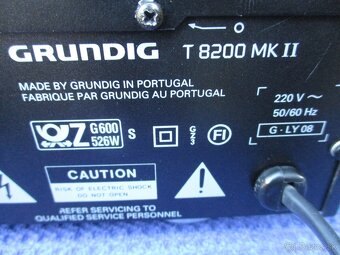 GRUNDIG T 8200 MK II
MADE BY GRUNDIG IN PORTUGAL
FABRIQUE PAR GRUNDIG AU PORTUGAL
220 V ~
50/60 Hz
G·LY 08
Z G600 526W S
GZ3
FI
CAUTION
RISK OF ELECTRIC SHOCK
DO NOT OPEN
REFER SERVICING TO
QUALIFIED SERVICE PERSONNEL